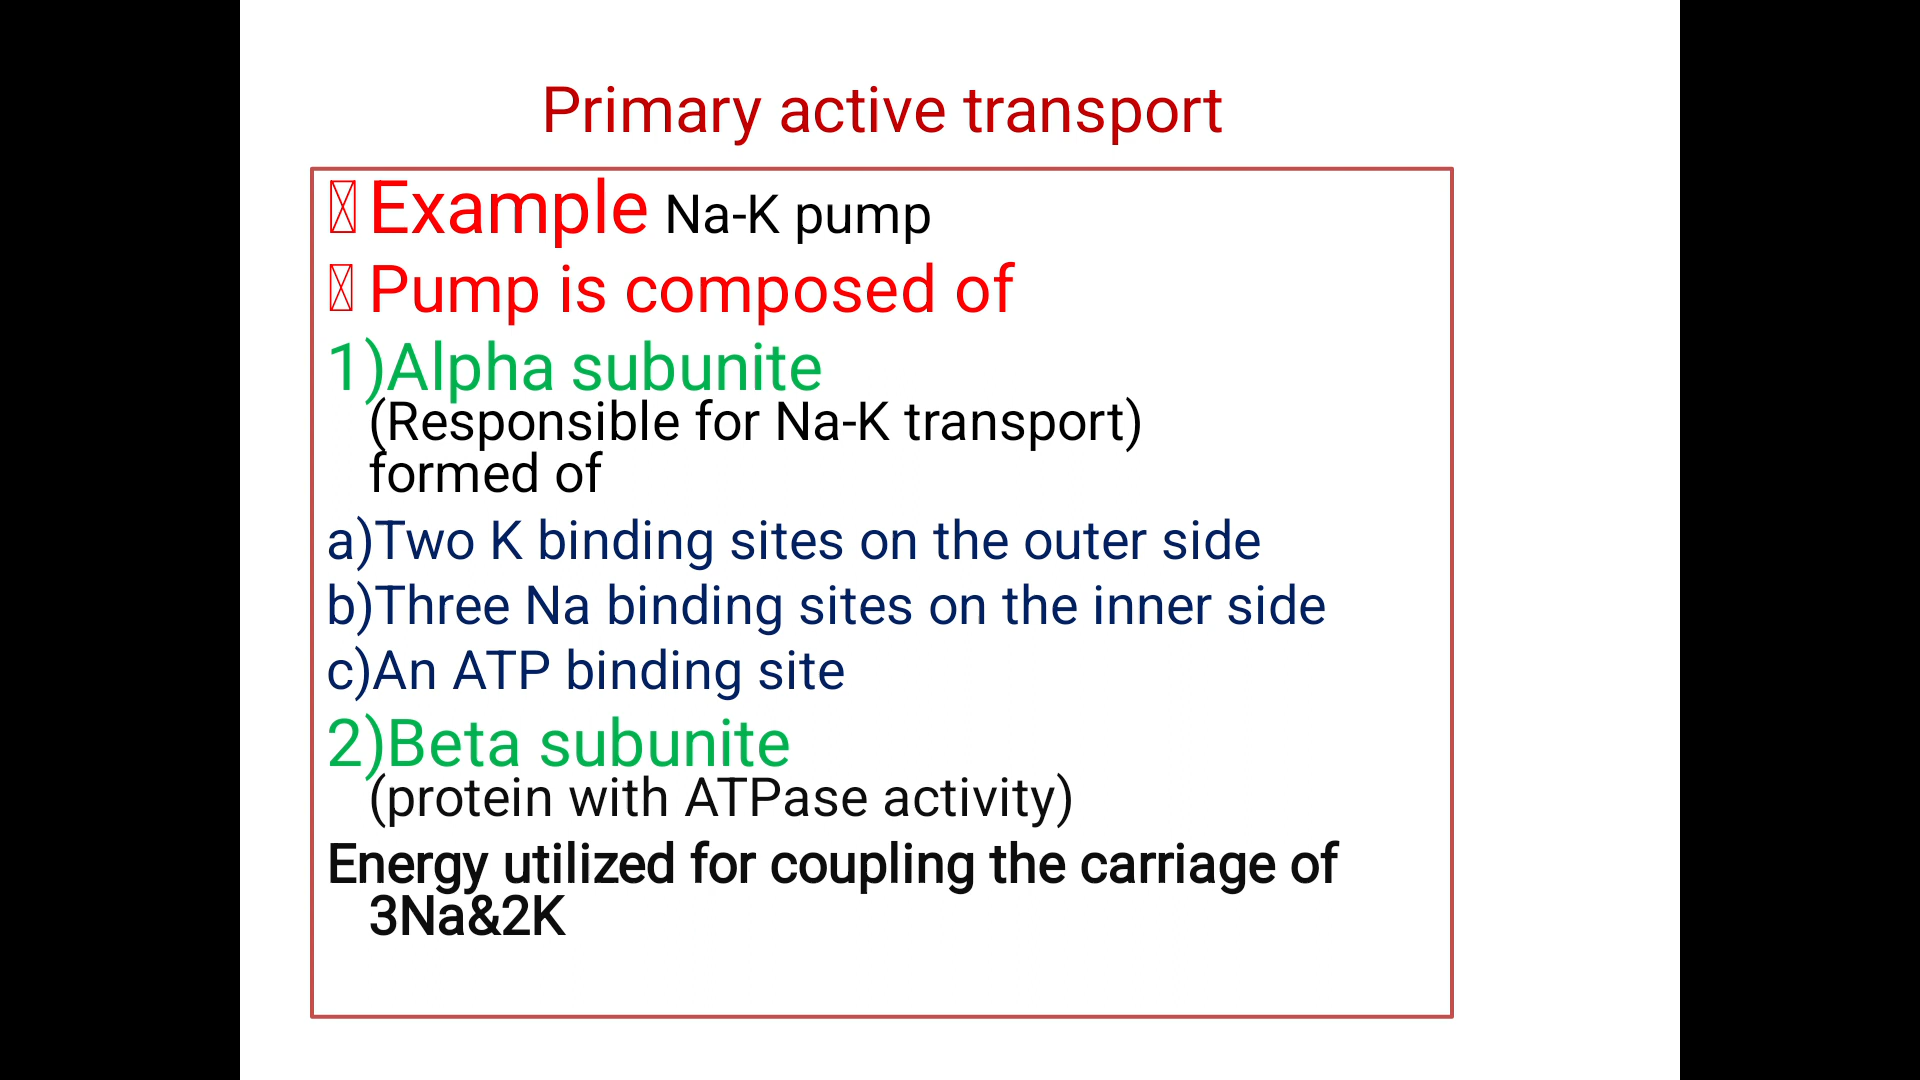 Primary active transport
Example Na-K pump
Pump is composed of
1)Alpha subunite
(Responsible for Na-K transport)
formed of
a)Two K binding sites on the outer side
b)Three Na binding sites on the inner side
c)An ATP binding site
2)Beta subunite
(protein with ATPase activity)
Energy utilized for coupling the carriage of
3Na&2K